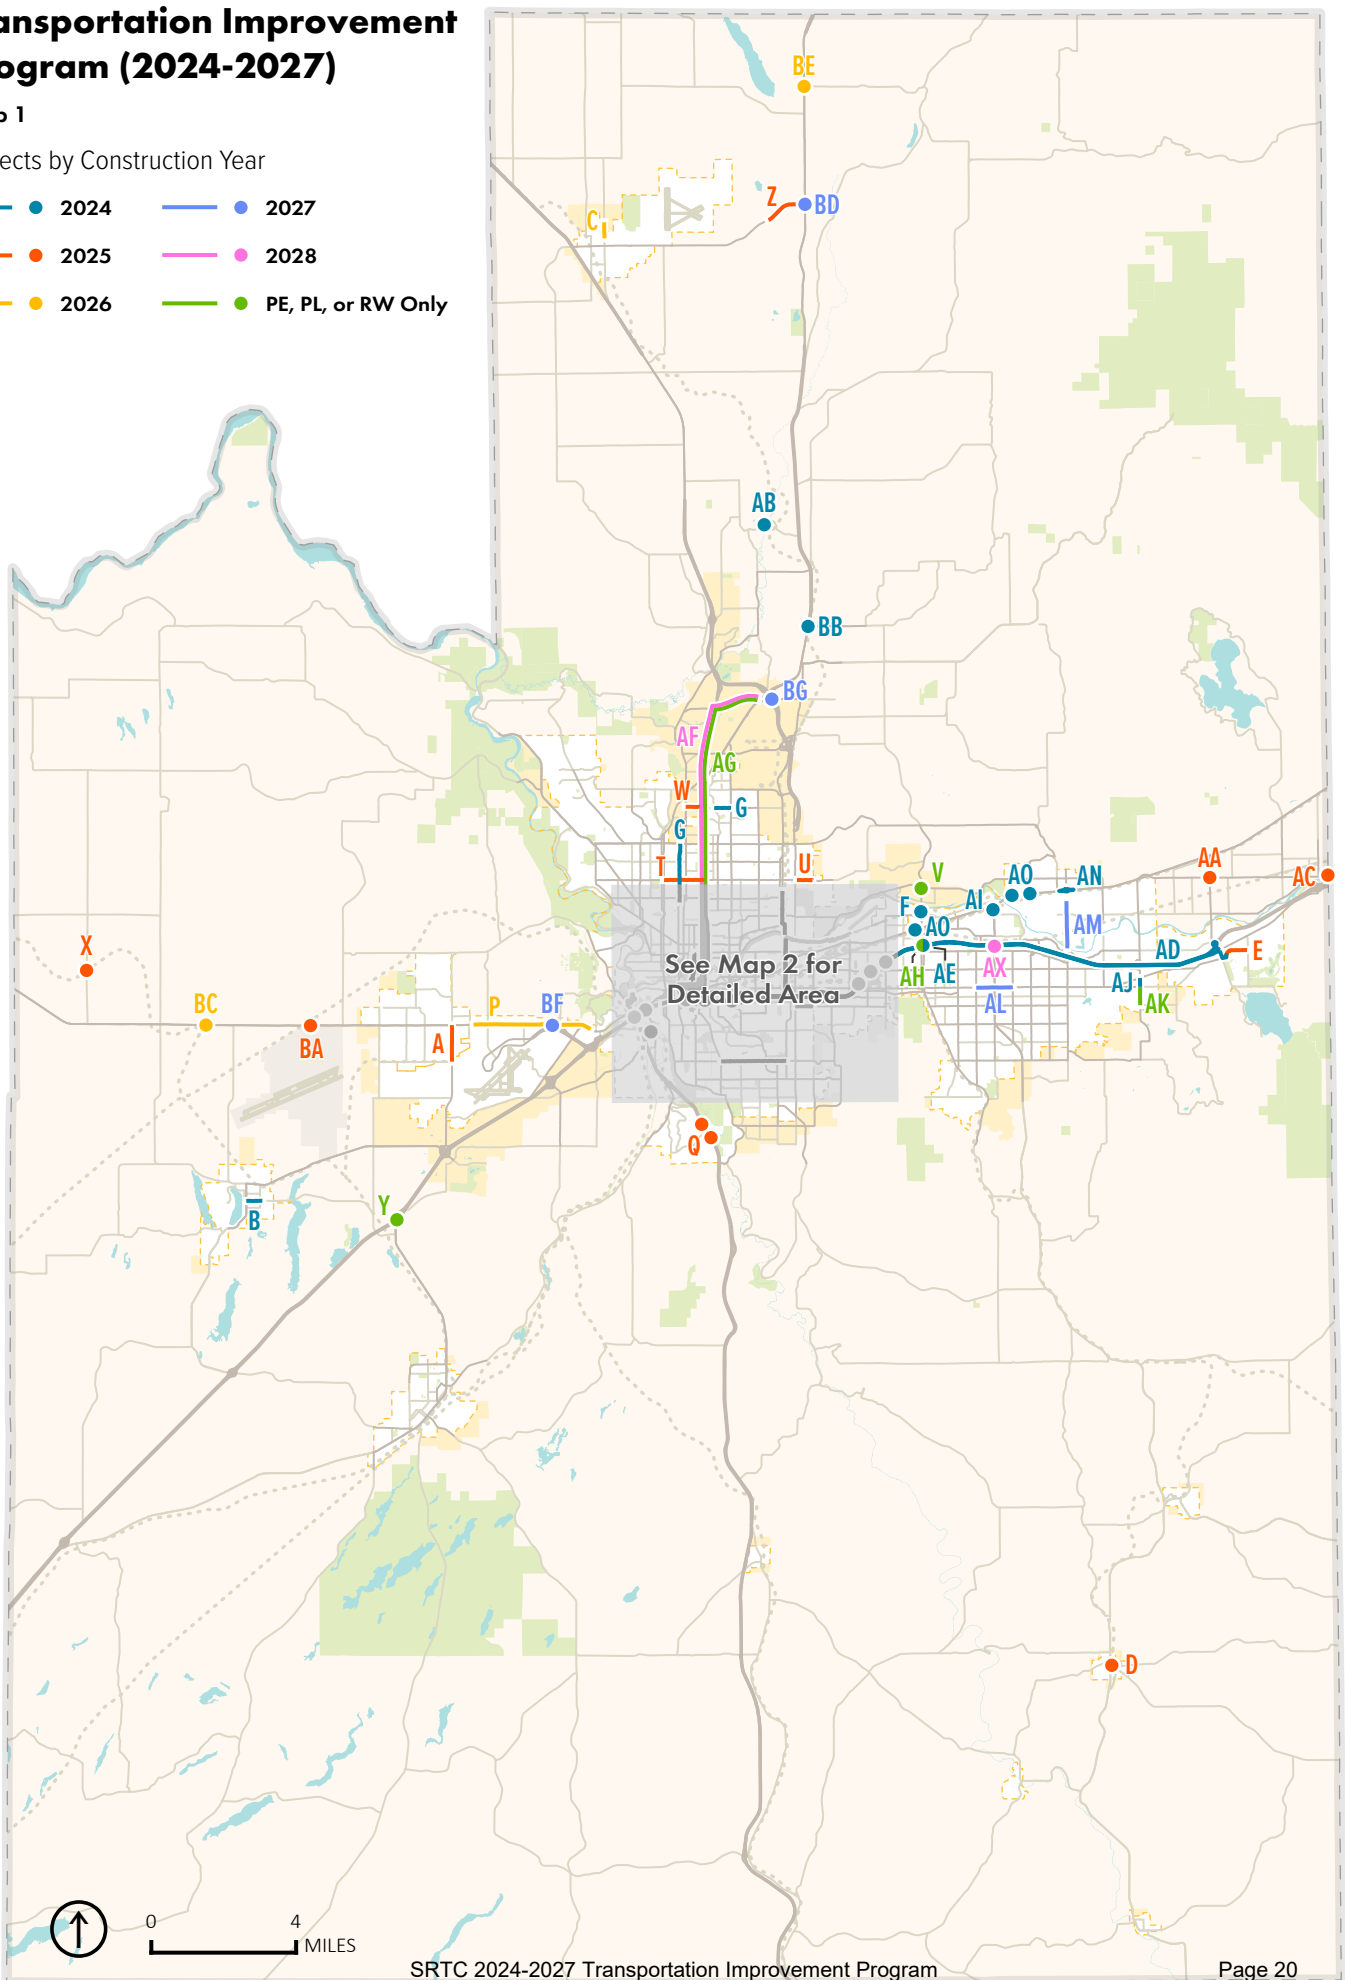 ansportation Improvement
ogram (2024-2027)
p 1
ects by Construction Year
2024
2027
2025
2028
2026
PE, PL, or RW Only
BE
Z
BD
C
AB
BB
BG
AF
AG
W
G
G
T
U
V
AA
AC
AO
AN
F
AI
AO
AM
X
See Map 2 for
Detailed Area
AH
AE
AX
AD
E
AJ
AL
AK
BC
P
BF
BA
A
Q
Y
B
D
0
4
MILES
SRTC 2024-2027 Transportation Improvement Program
Page 20